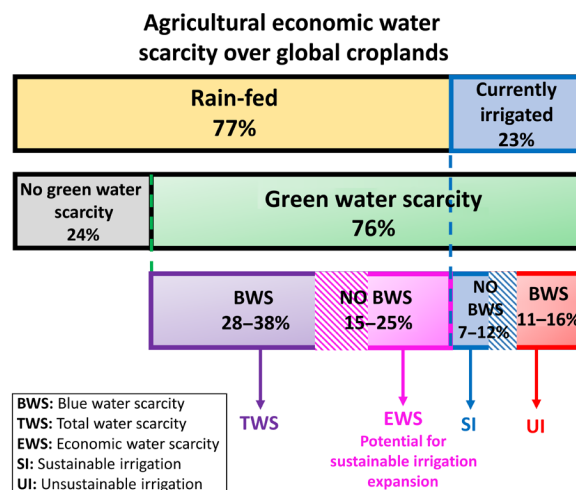 Agricultural economic water
scarcity over global croplands
Rain-fed
77%
Currently
irrigated
23%
No green water
scarcity
24%
Green water scarcity
76%
BWS
28–38%
NO BWS
15–25%
NO
BWS
7–12%
BWS
11–16%
TWS
EWS
Potential for
sustainable irrigation
expansion
SI
UI
BWS: Blue water scarcity
TWS: Total water scarcity
EWS: Economic water scarcity
SI: Sustainable irrigation
UI: Unsustainable irrigation